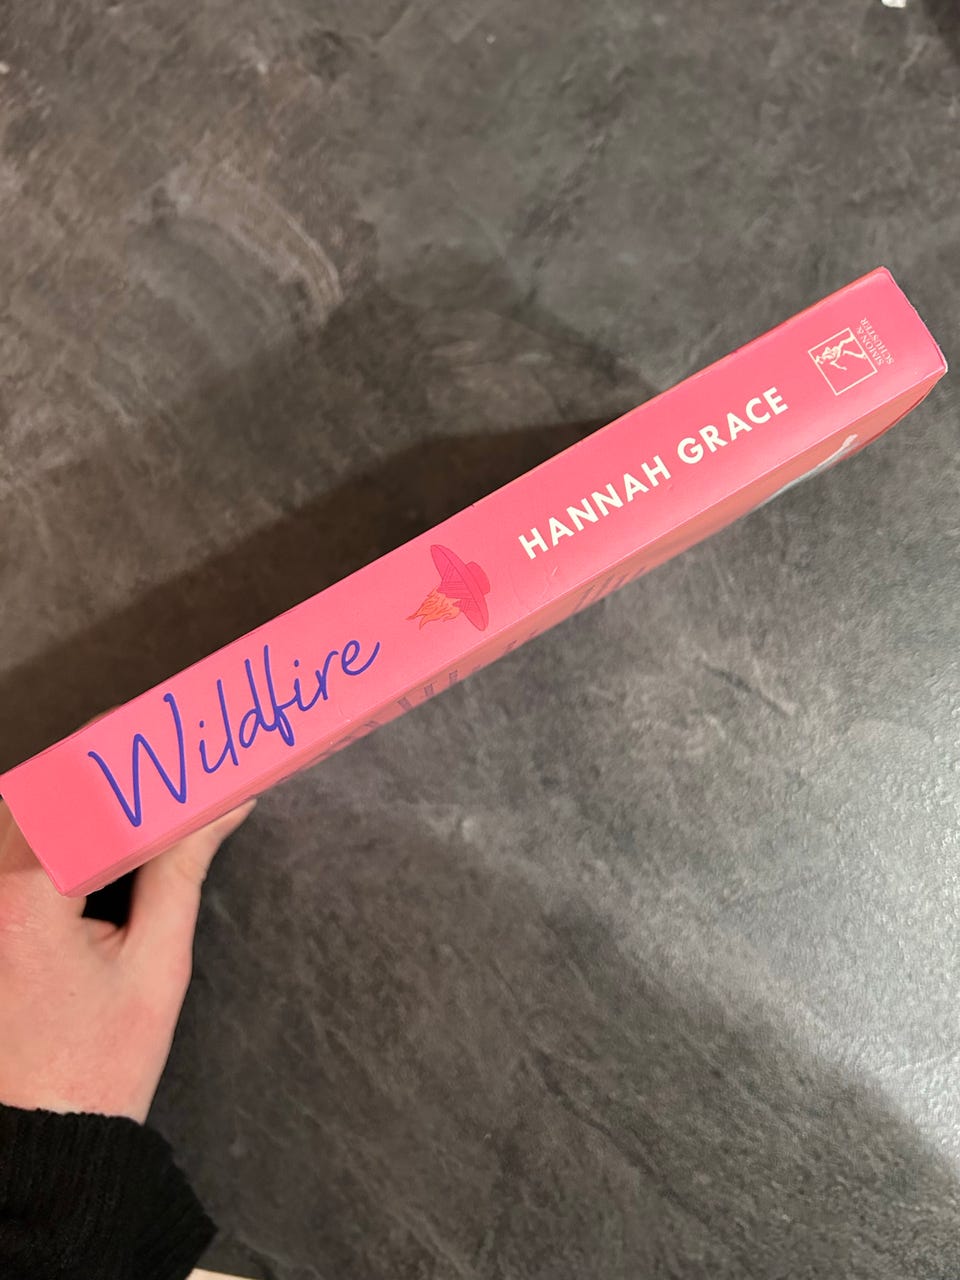 Wildfire
HANNAH GRACE
SIMON &
SCHUSTER